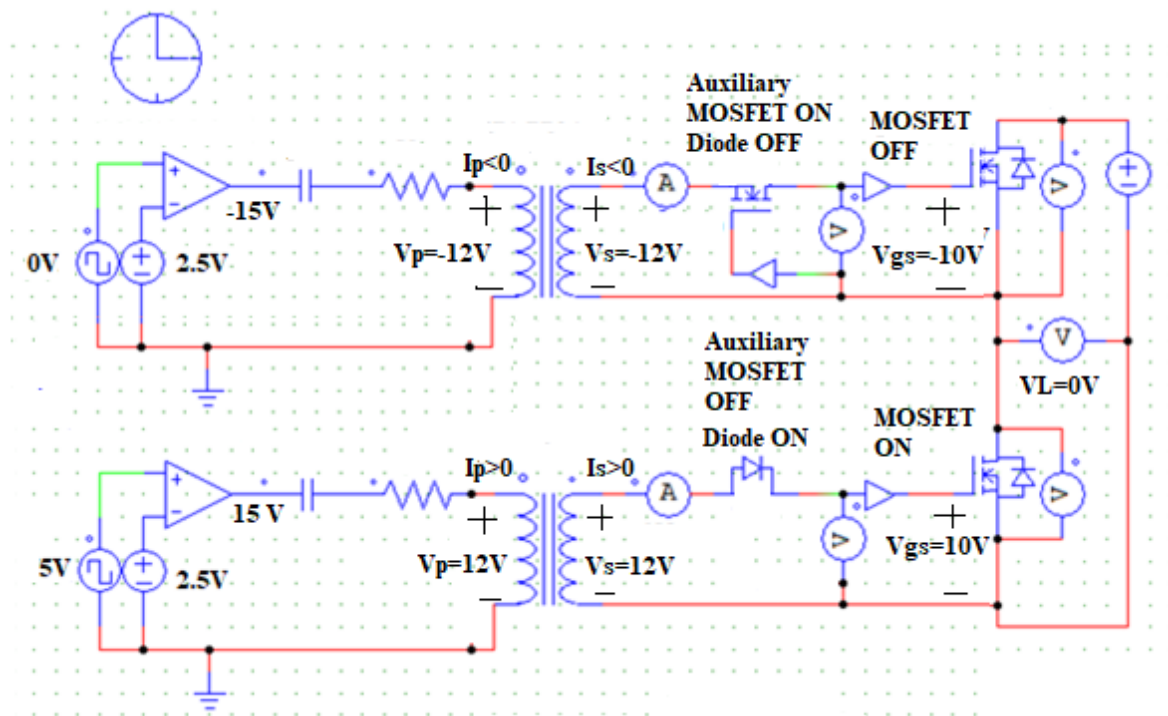 Auxiliary
MOSFET ON
Diode OFF
MOSFET
OFF
Ip<0
Is<0
A
-15V
0V
2.5V
Vp=-12V
Vs=-12V
V
Vgs=-10V
V
V
VL=0V
Auxiliary
MOSFET
OFF
Diode ON
MOSFET
ON
Ip>0
Is>0
A
15 V
5V
2.5V
Vp=12V
Vs=12V
V
Vgs=10V
V